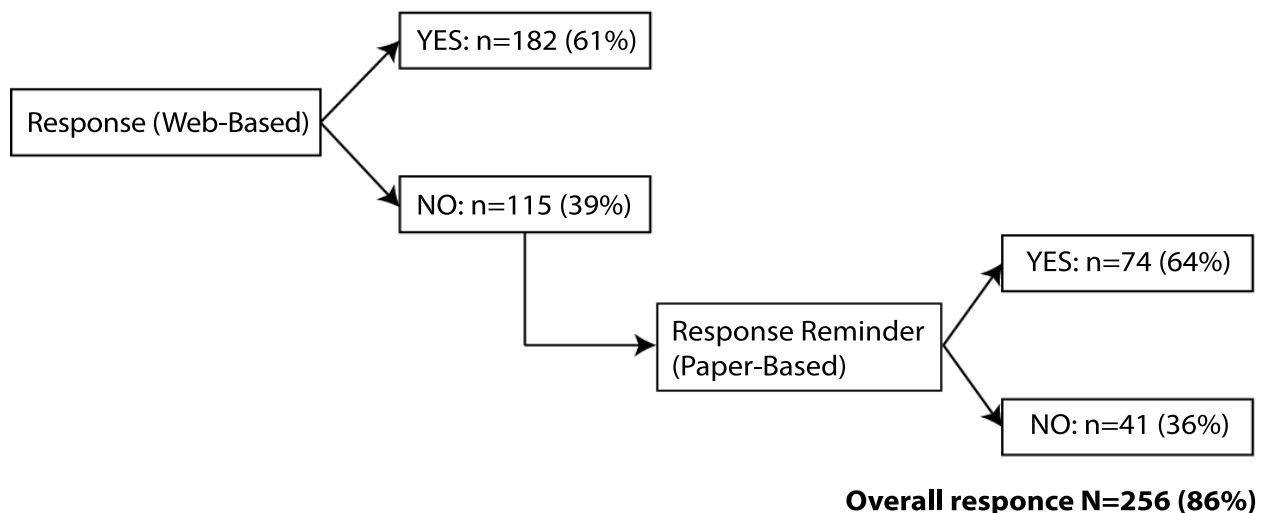 YES: n=182 (61%)
Response (Web-Based)
NO: n=115 (39%)
YES: n=74 (64%)
Response Reminder
(Paper-Based)
NO: n=41 (36%)
Overall responce N=256 (86%)